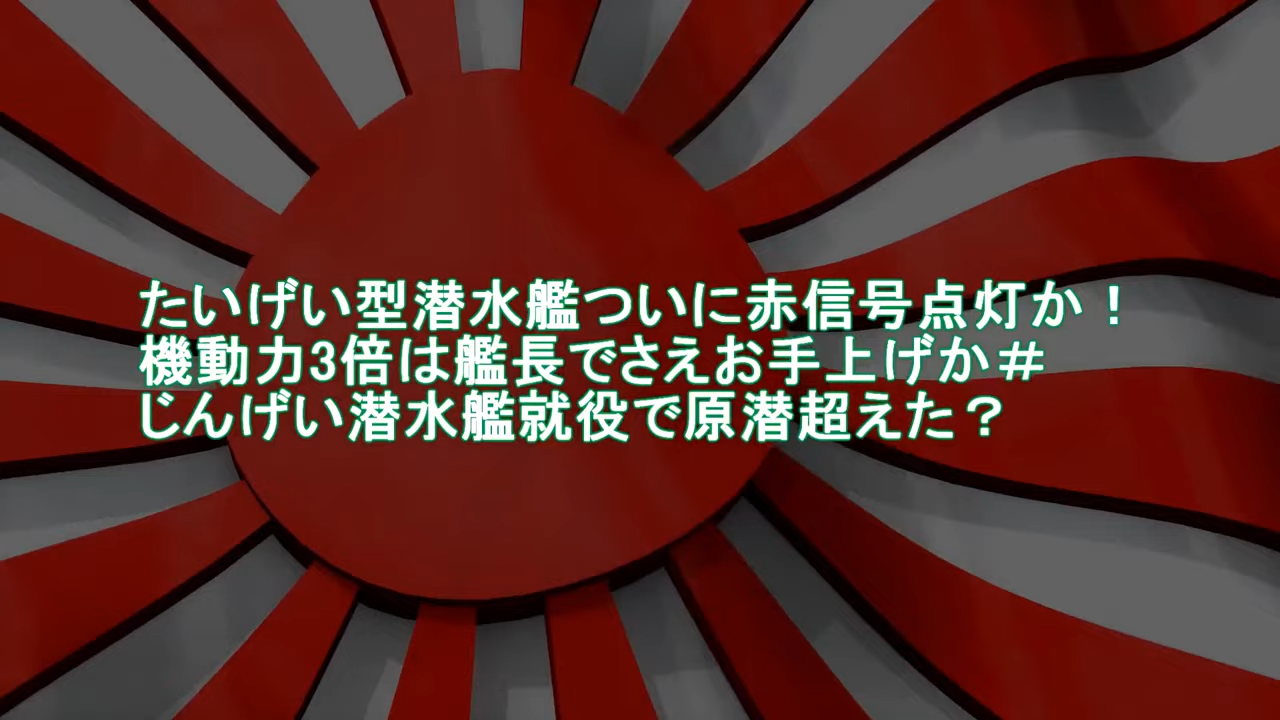 たいげい型潜水艦ついに赤信号点灯か！
機動力3倍は艦長でさえお手上げか＃
じんげい潜水艦就役で原潜超えた？